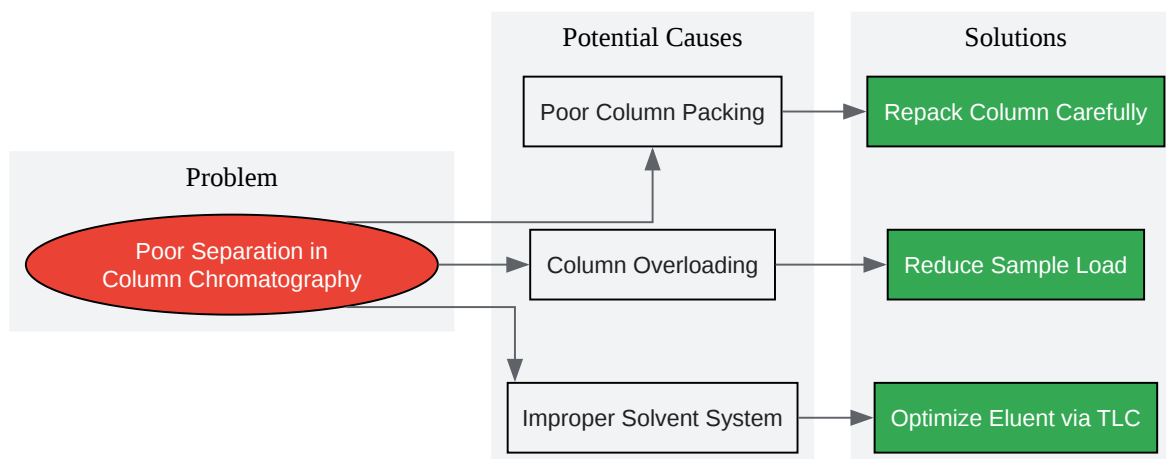 Problem
Poor Separation in
Column Chromatography
Potential Causes
Poor Column Packing
Column Overloading
Improper Solvent System
Solutions
Repack Column Carefully
Reduce Sample Load
Optimize Eluent via TLC